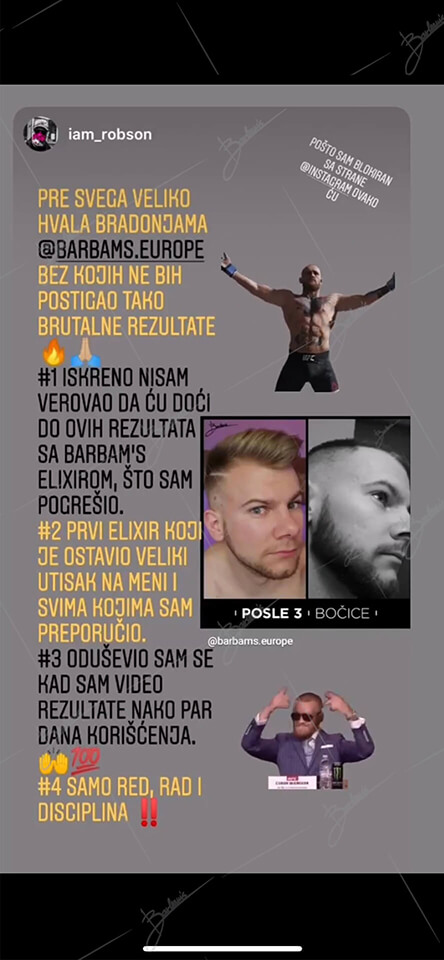 iam_robson
POŠTO SAM BLOKIRAN
SA STRANE
@INSTAGRAM OVAKO
ĆU
PRE SVEGA VELIKO
HVALA BRADONJAMA
@BARBAMS.EUROPE
BEZ KOJIH NE BIH
POSTIGAO TAKO
BRUTALNE REZULTATE
🔥🙏🏼
#1 ISKRENO NISAM
VEROVAO DA ĆU DOĆI
DO OVIH REZULTATA
SA BARBAM'S
ELIXIROM, ŠTO SAM
POGREŠIO.
#2 PRVI ELIXIR KOJI
JE OSTAVIO VELIKI
UTISAK NA MENI I
SVIMA KOJIMA SAM
PREPORUČIO.
#3 ODUŠEVIO SAM SE
KAD SAM VIDEO
REZULTATE NAKO PAR
DANA KORIŠĆENJA.
🙌💯
#4 SAMO RED, RAD I
DISCIPLINA ‼️
POSLE 3 BOČICE
@barbams.europe
UFC